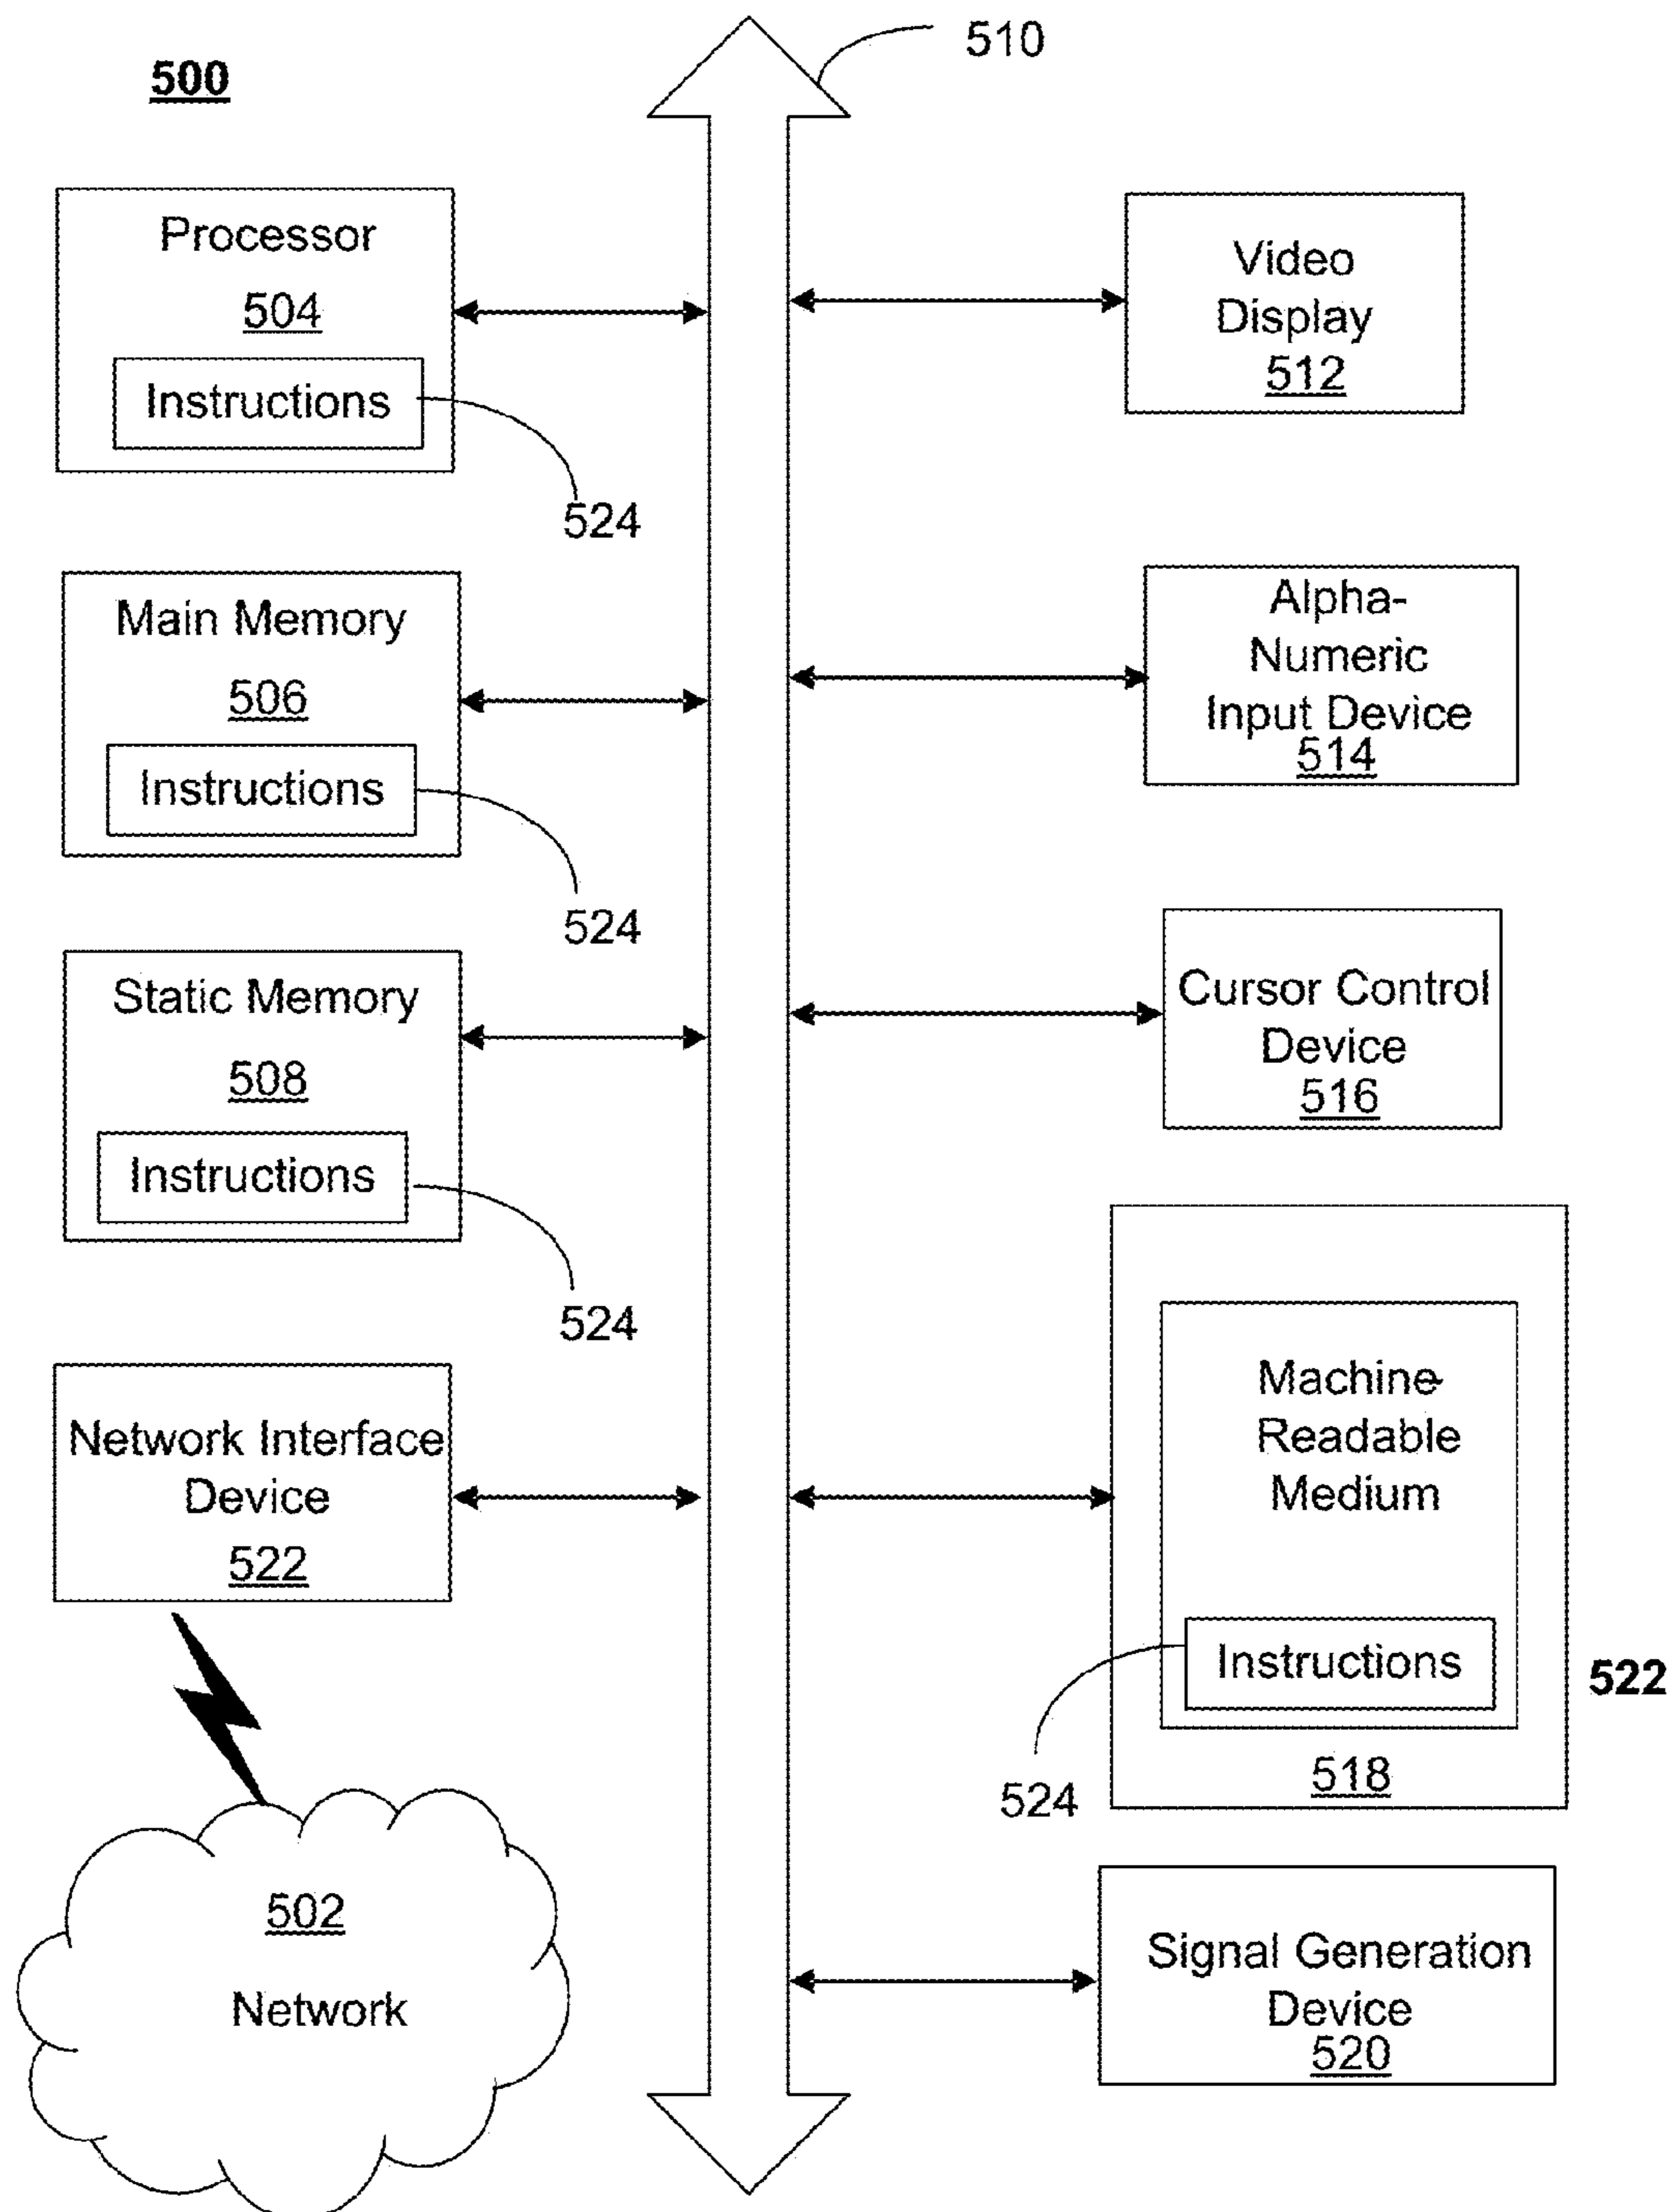 500
510
Processor
504
Instructions
524
Main Memory
506
Instructions
524
Static Memory
508
Instructions
524
Network Interface
Device
522
502
Network
Video
Display
512
Alpha-
Numeric
Input Device
514
Cursor Control
Device
516
Machine-
Readable
Medium
Instructions
522
524
518
Signal Generation
Device
520